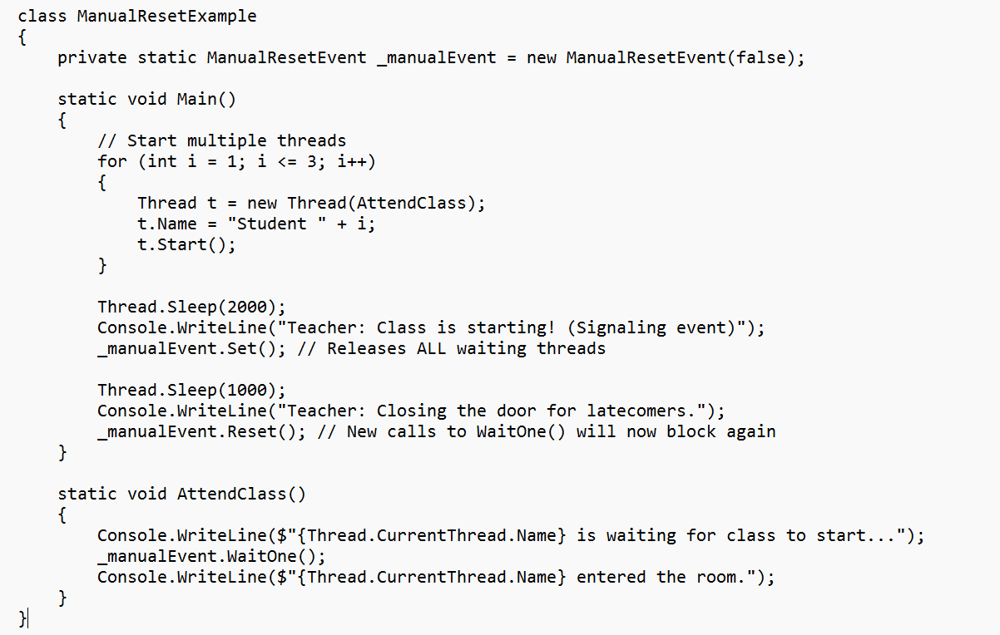 class ManualResetExample
{
    private static ManualResetEvent _manualEvent = new ManualResetEvent(false);

    static void Main()
    {
        // Start multiple threads
        for (int i = 1; i <= 3; i++)
        {
            Thread t = new Thread(AttendClass);
            t.Name = "Student " + i;
            t.Start();
        }

        Thread.Sleep(2000);
        Console.WriteLine("Teacher: Class is starting! (Signaling event)");
        _manualEvent.Set(); // Releases ALL waiting threads

        Thread.Sleep(1000);
        Console.WriteLine("Teacher: Closing the door for latecomers.");
        _manualEvent.Reset(); // New calls to WaitOne() will now block again
    }

    static void AttendClass()
    {
        Console.WriteLine($"{Thread.CurrentThread.Name} is waiting for class to start...");
        _manualEvent.WaitOne();
        Console.WriteLine($"{Thread.CurrentThread.Name} entered the room.");
    }
}